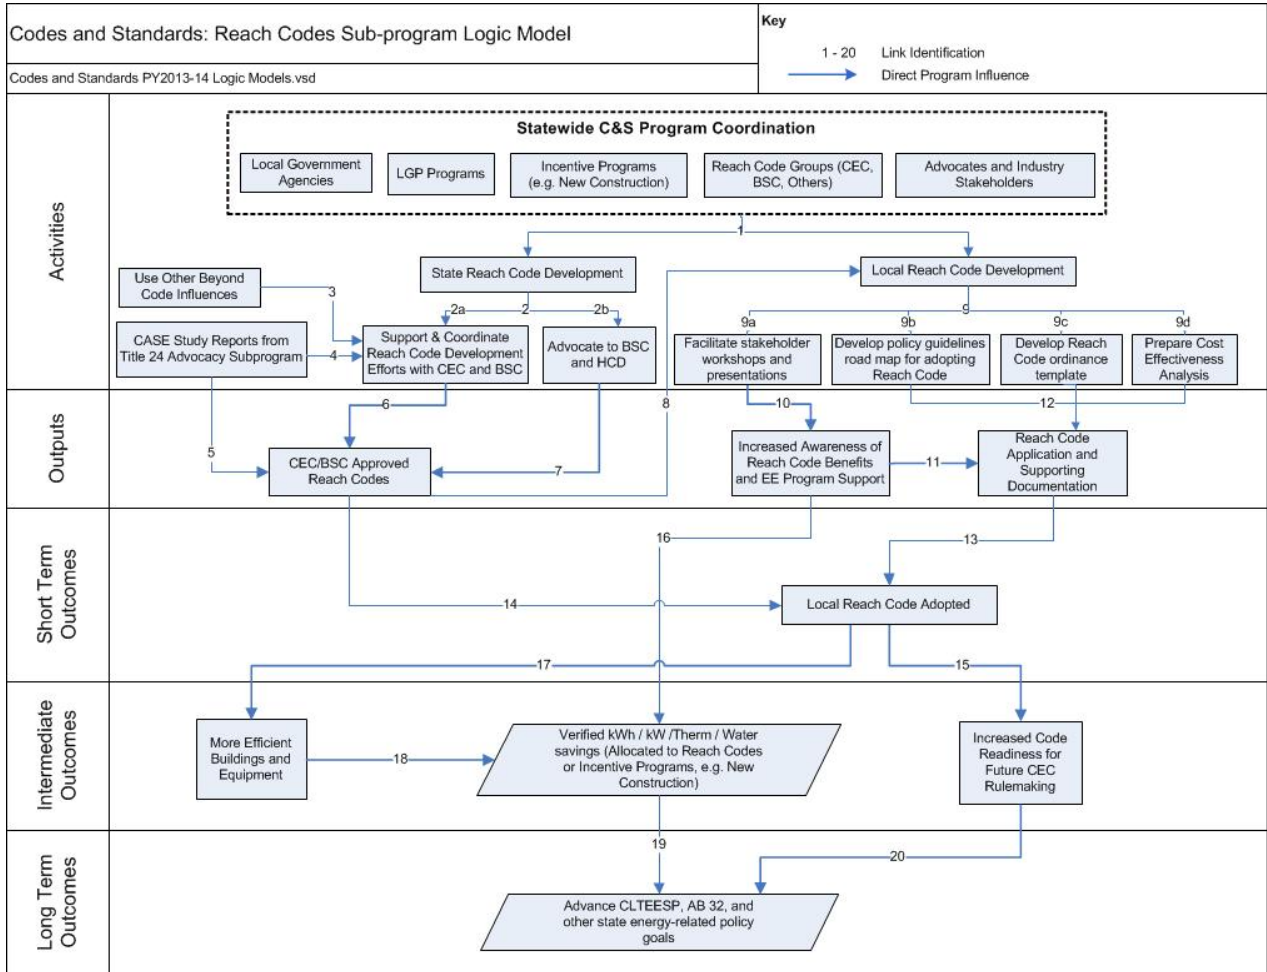 Codes and Standards: Reach Codes Sub-program Logic Model
Codes and Standards PY2013-14 Logic Models.vsd
Key
1 - 20 Link Identification
Direct Program Influence
Activities
Statewide C&S Program Coordination
Local Government
Agencies
LGP Programs
Incentive Programs
(e.g. New Construction)
Reach Code Groups (CEC,
BSC, Others)
Advocates and Industry
Stakeholders
1
State Reach Code Development
Local Reach Code Development
Use Other Beyond
Code Influences
3
2a
2
2b
9
9a
9b
9c
9d
CASE Study Reports from
Title 24 Advocacy Subprogram
4
Support & Coordinate
Reach Code Development
Efforts with CEC and BSC
Advocate to BSC
and HCD
Facilitate stakeholder
workshops and
presentations
Develop policy guidelines
road map for adopting
Reach Code
Develop Reach
Code ordinance
template
Prepare Cost
Effectiveness
Analysis
Outputs
6
8
10
12
5
CEC/BSC Approved
Reach Codes
7
Increased Awareness of
Reach Code Benefits
and EE Program Support
11
Reach Code
Application and
Supporting
Documentation
Short Term
Outcomes
16
13
14
Local Reach Code Adopted
17
15
Intermediate
Outcomes
More Efficient
Buildings and
Equipment
18
Verified kWh / kW /Therm / Water
savings (Allocated to Reach Codes
or Incentive Programs, e.g. New
Construction)
Increased Code
Readiness for
Future CEC
Rulemaking
Long Term
Outcomes
19
20
Advance CLTEESP, AB 32, and
other state energy-related policy
goals